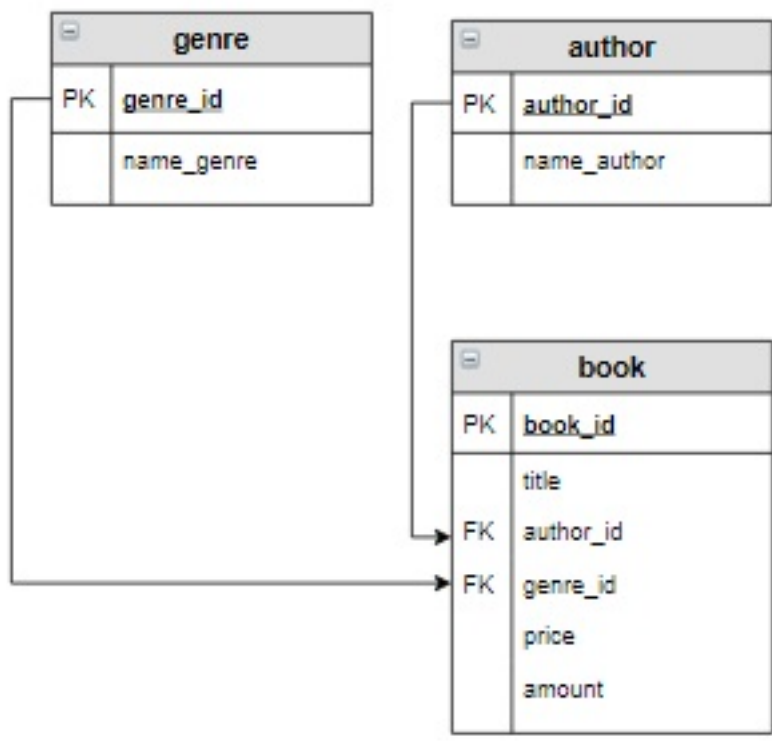 genre
PK genre_id
name_genre
author
PK author_id
name_author
book
PK book_id
title
FK author_id
FK genre_id
price
amount